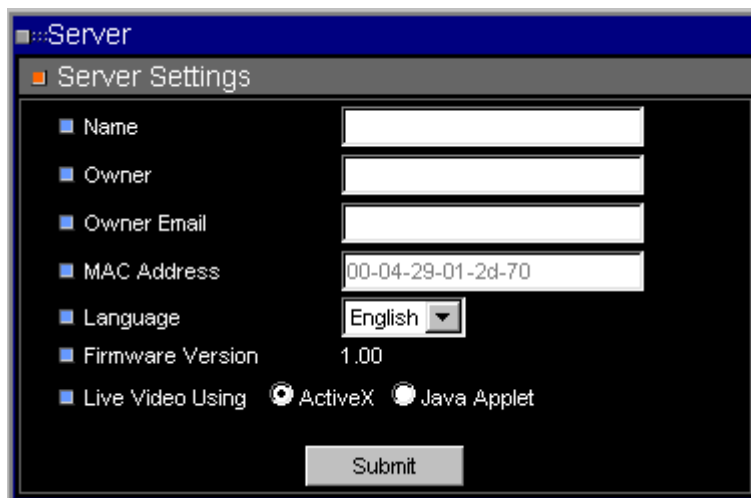 Server
Server Settings
Name
Owner
Owner Email
MAC Address 00-04-29-01-2d-70
Language English
Firmware Version 1.00
Live Video Using ActiveX Java Applet
Submit